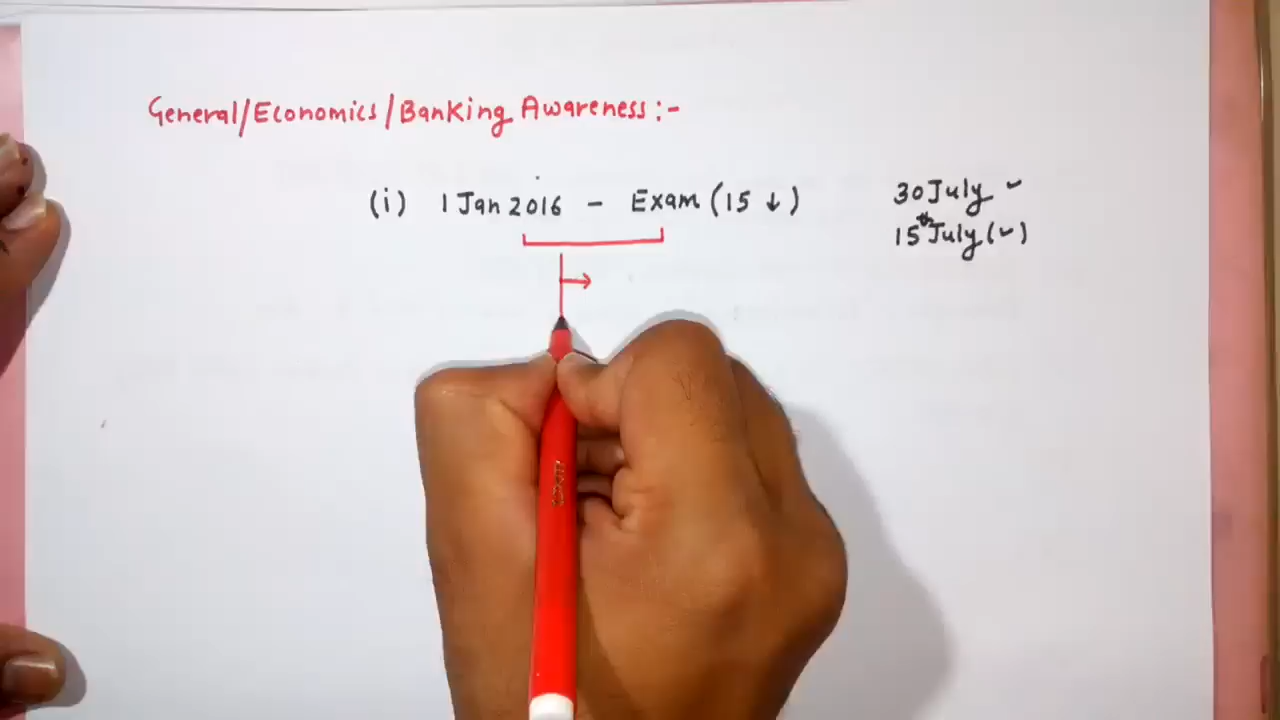 General/Economics/Banking Awareness:-
(i) 1 Jan 2016 - Exam (15 ↓)
30 July ✓
15th July (✓)